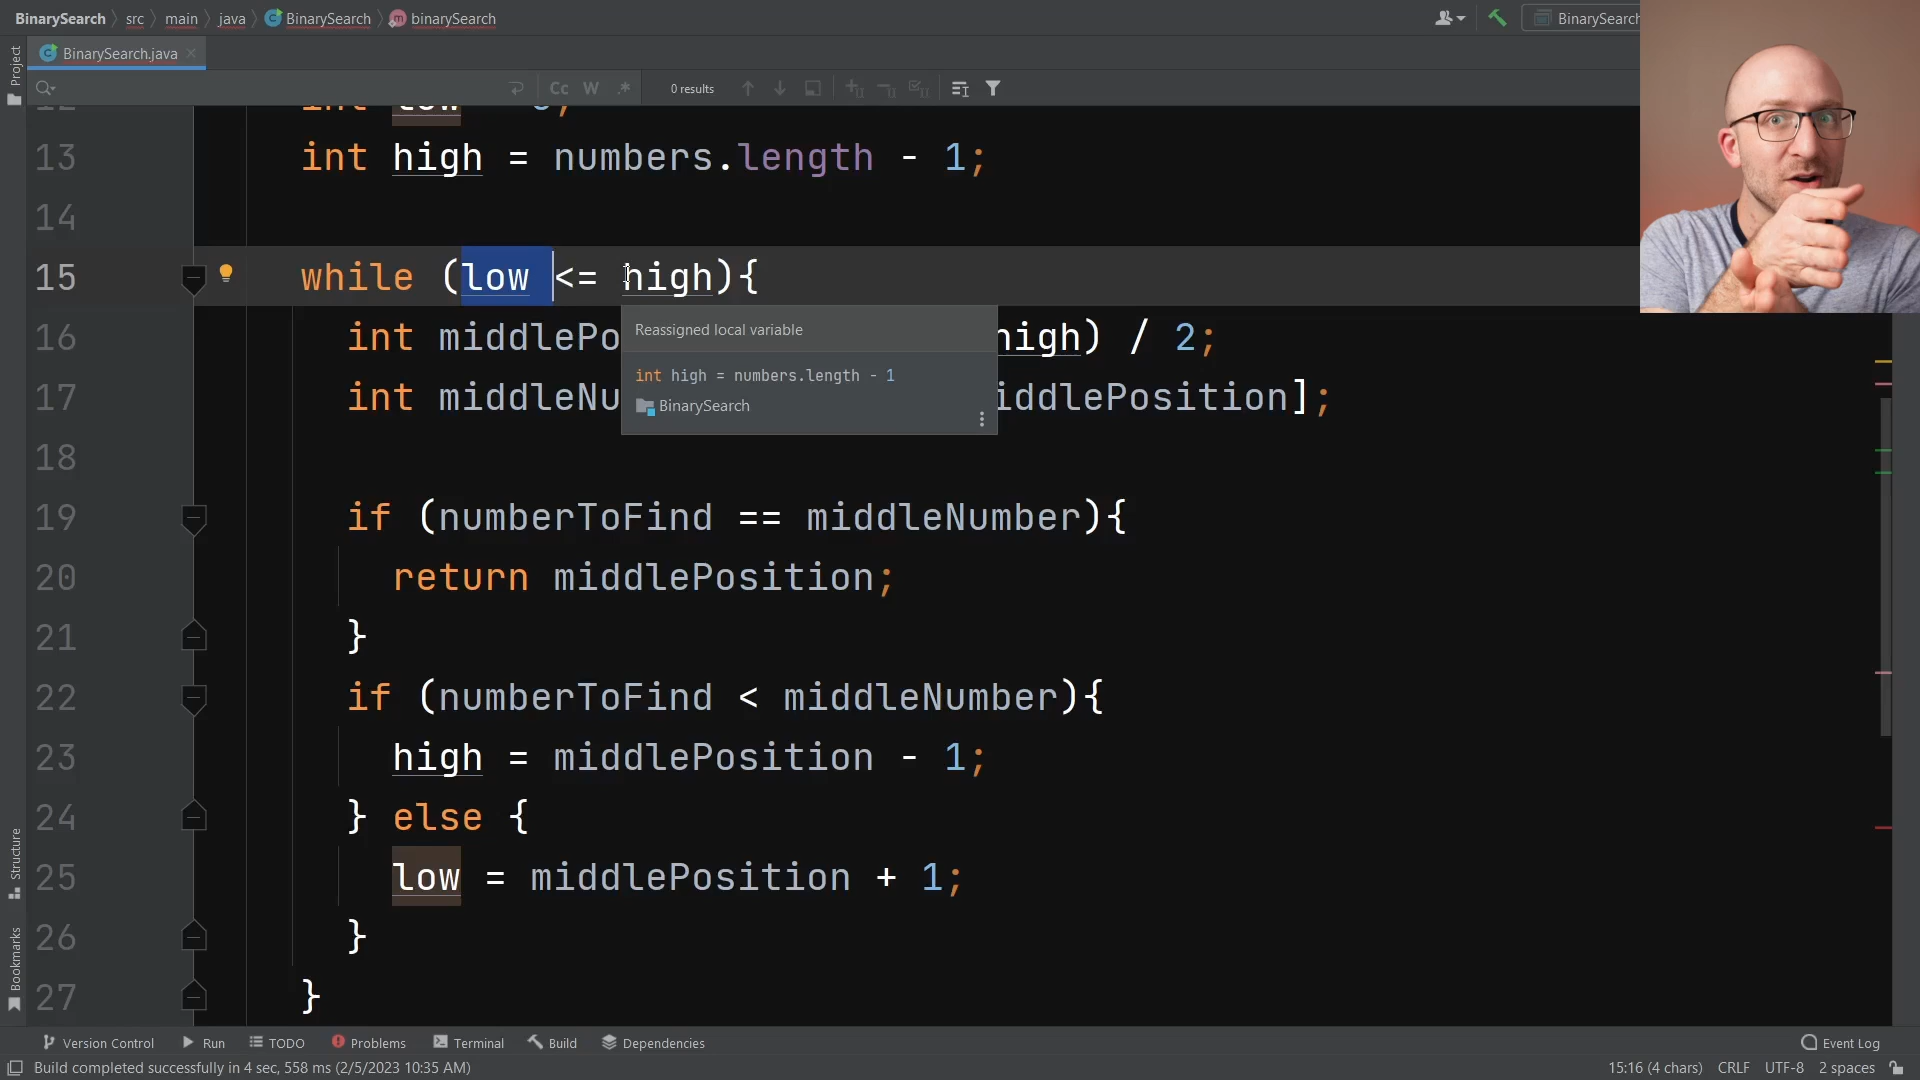 BinarySearch src main java BinarySearch binarySearch BinarySearch
Project
BinarySearch.java
Cc W .* 0 results
12 int low = 0;
13 int high = numbers.length - 1;
14
15 while (low <= high){
Reassigned local variable
16 int middlePo high) / 2;
int high = numbers.length - 1
17 int middleNu iddlePosition];
BinarySearch
18
19 if (numberToFind == middleNumber){
20 return middlePosition;
21 }
22 if (numberToFind < middleNumber){
23 high = middlePosition - 1;
24 } else {
25 low = middlePosition + 1;
26 }
27 }
Structure
Bookmarks
Version Control Run TODO Problems Terminal Build Dependencies Event Log
Build completed successfully in 4 sec, 558 ms (2/5/2023 10:35 AM) 15:16 (4 chars) CRLF UTF-8 2 spaces